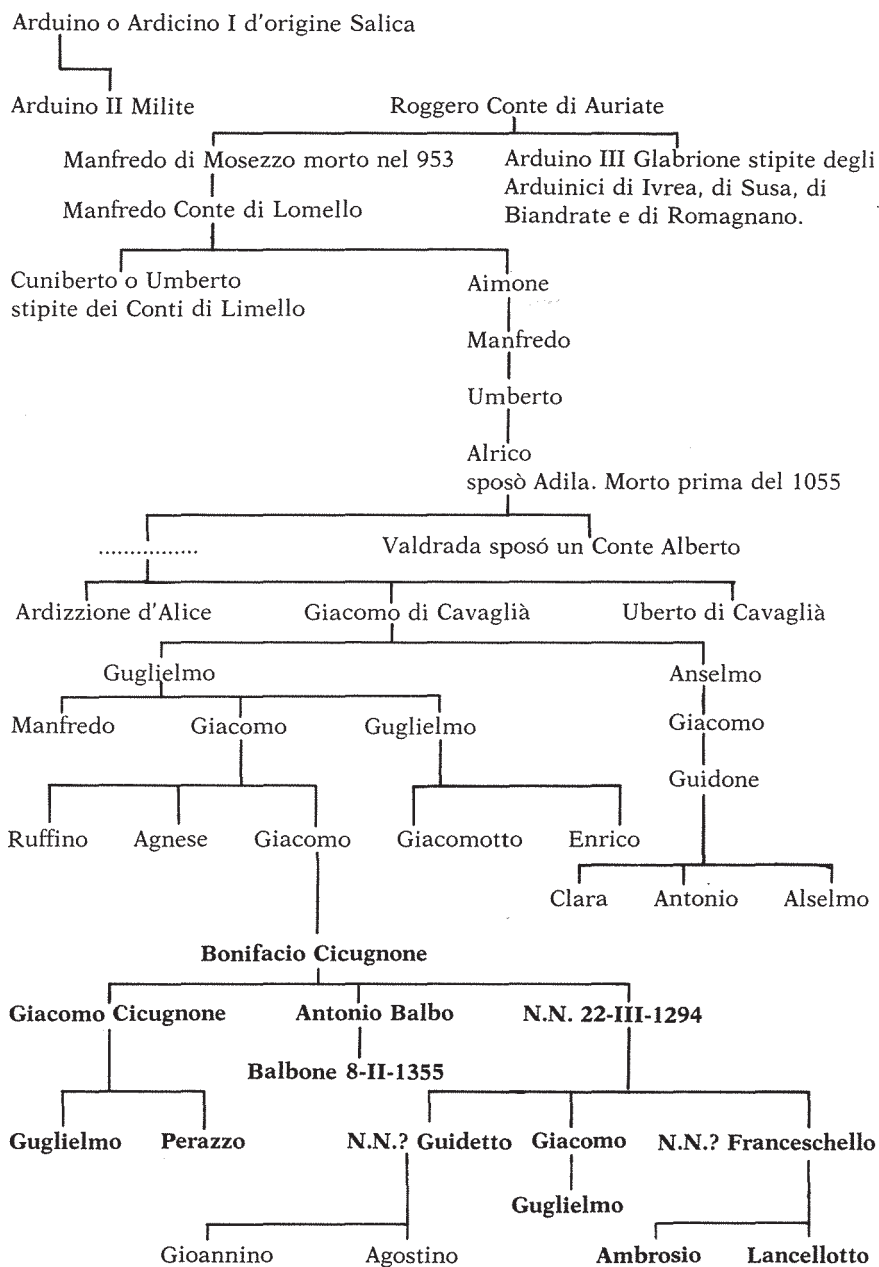 Arduino o Ardicino I d'origine Salica
Arduino II Milite
Roggero Conte di Auriate
Manfredo di Mosezzo morto nel 953
Arduino III Glabrione stipite degli
Arduinici di Ivrea, di Susa, di
Biandrate e di Romagnano.
Manfredo Conte di Lomello
Cuniberto o Umberto
stipite dei Conti di Limello
Aimone
Manfredo
Umberto
Alrico
sposò Adila. Morto prima del 1055
................
Valdrada sposó un Conte Alberto
Ardizzione d'Alice
Giacomo di Cavaglià
Uberto di Cavaglià
Guglielmo
Anselmo
Manfredo
Giacomo
Guglielmo
Giacomo
Guidone
Ruffino
Agnese
Giacomo
Giacomotto
Enrico
Clara
Antonio
Alselmo
Bonifacio Cicugnone
Giacomo Cicugnone
Antonio Balbo
N.N. 22-III-1294
Balbone 8-II-1355
Guglielmo
Perazzo
N.N.? Guidetto
Giacomo
N.N.? Franceschello
Guglielmo
Gioannino
Agostino
Ambrosio
Lancellotto